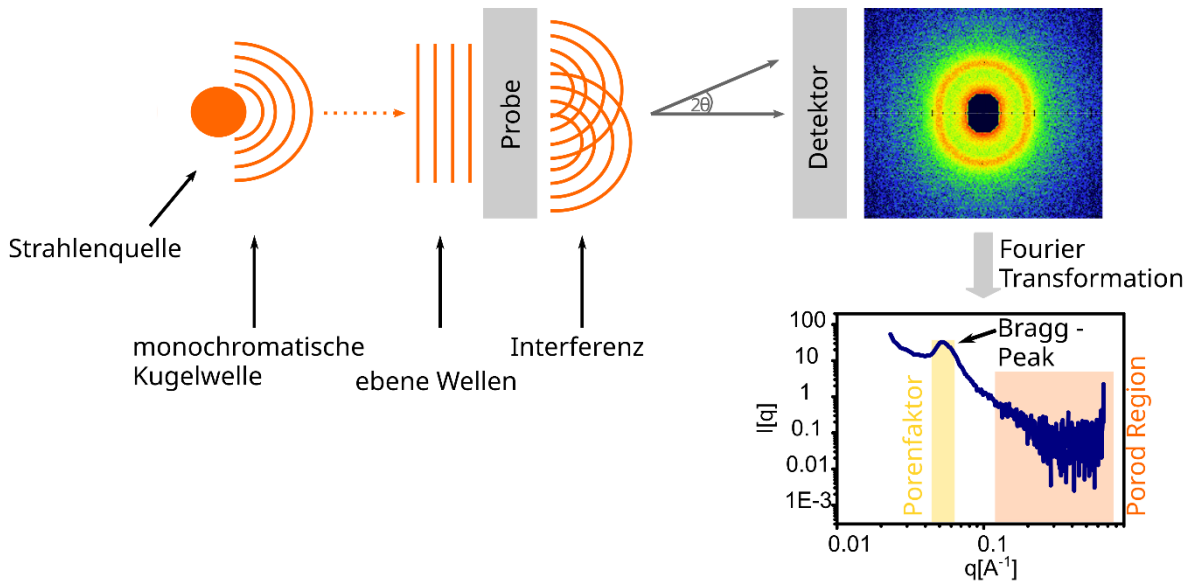 Strahlenquelle
monochromatische
Kugelwelle
ebene Wellen
Probe
Interferenz
2θ
Detektor
Fourier
Transformation
Bragg -
Peak
Porenfaktor
Porod Region
I[q]
100
10
1
0.1
0.01
1E-3
0.01
0.1
q[A⁻¹]